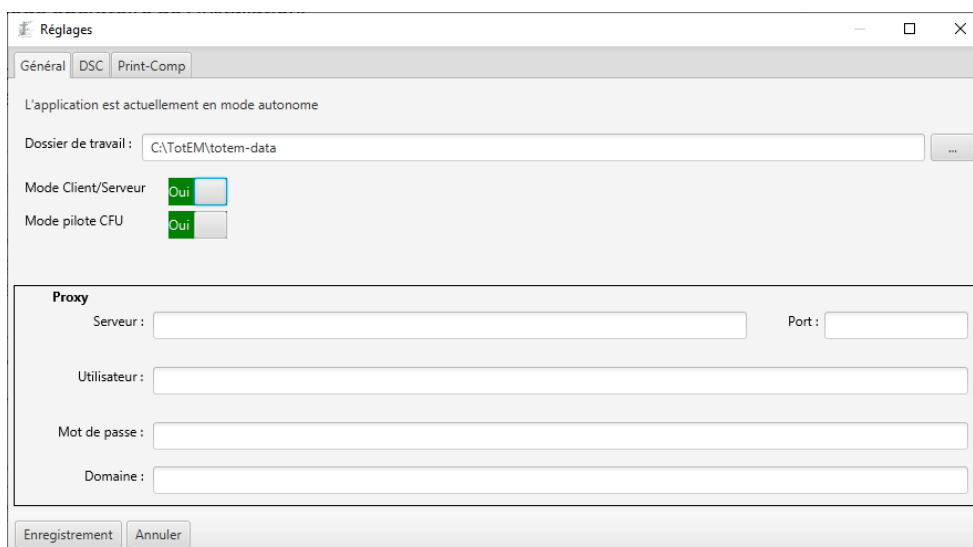 Réglages
Général DSC Print-Comp
L'application est actuellement en mode autonome
Dossier de travail : C:\TotEM\totem-data ...
Mode Client/Serveur Oui
Mode pilote CFU Oui
Proxy
Serveur : Port :
Utilisateur :
Mot de passe :
Domaine :
Enregistrement Annuler